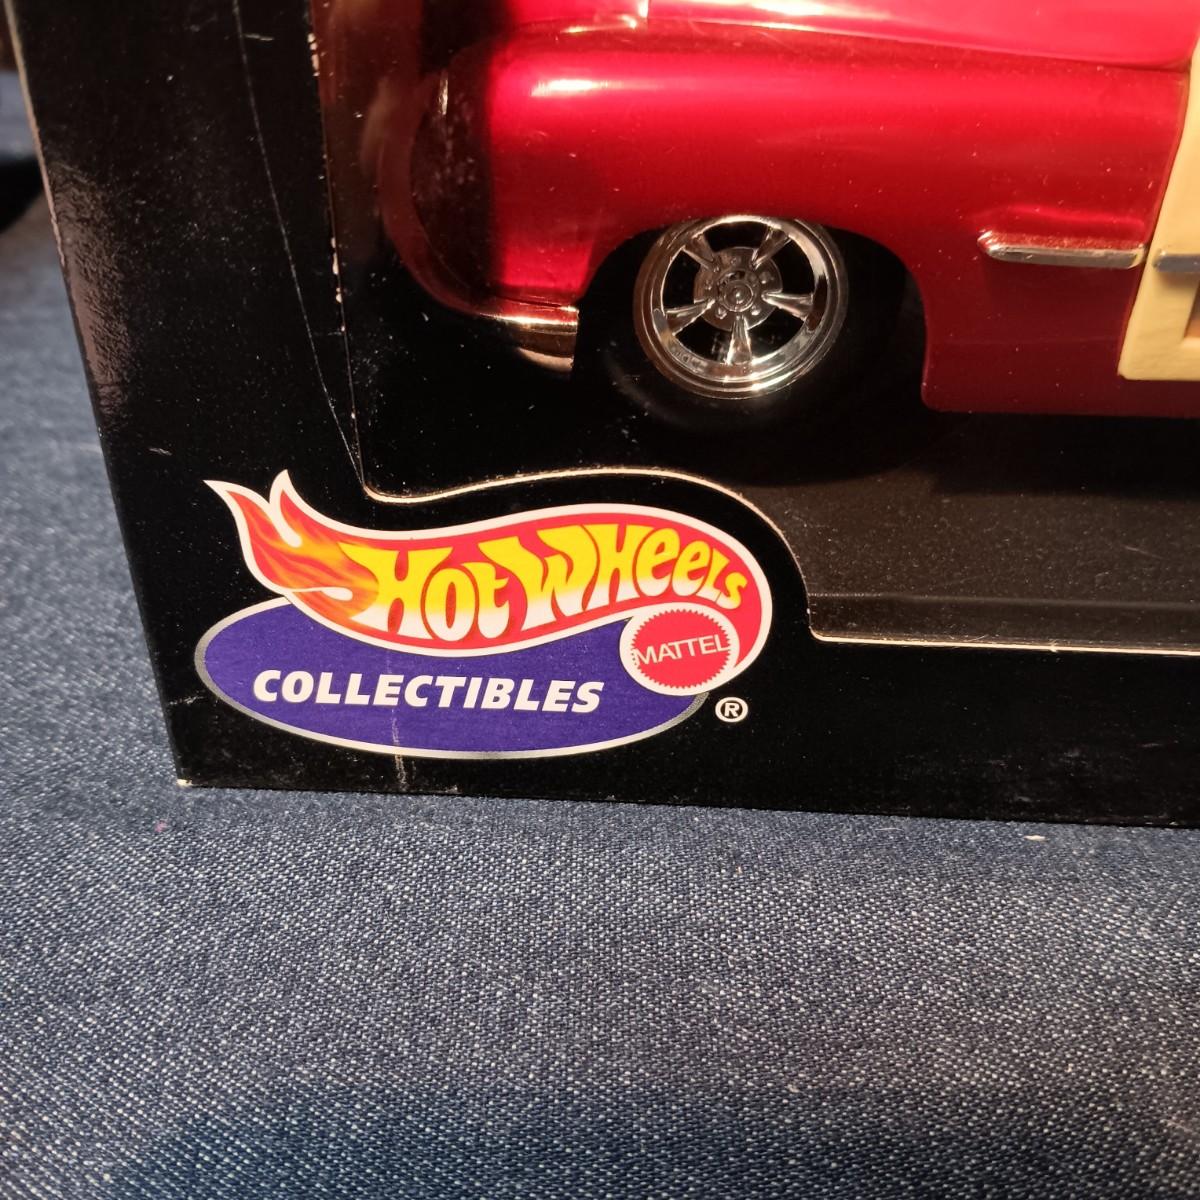 Hot Wheels
MATTEL
COLLECTIBLES
®